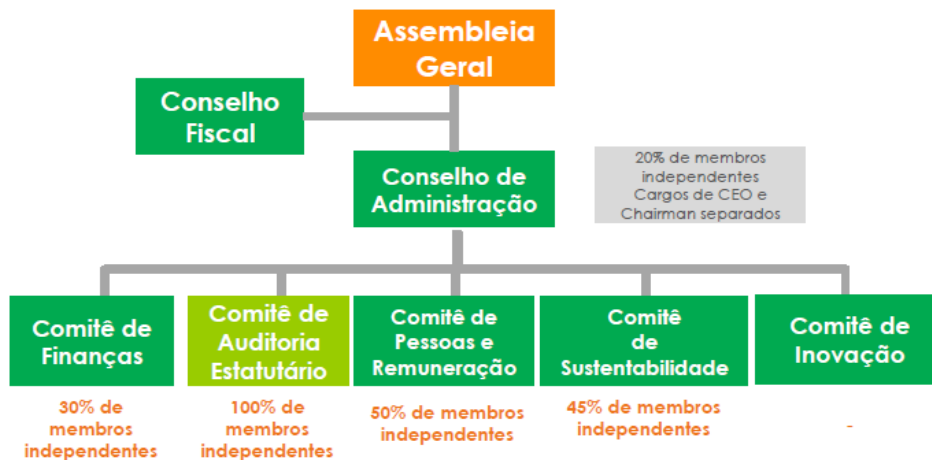 Assembleia
Geral
Conselho
Fiscal
Conselho de
Administração
20% de membros
independentes
Cargos de CEO e
Chairman separados
Comitê de
Finanças
Comitê de
Auditoria
Estatutário
Comitê de
Pessoas e
Remuneração
Comitê
de
Sustentabilidade
Comitê de
Inovação
30% de
membros
independentes
100% de
membros
independentes
50% de membros
independentes
45% de membros
independentes
-